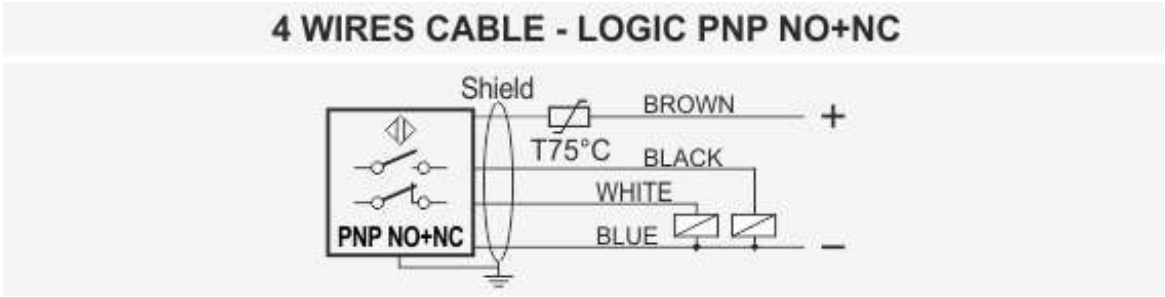 4 WIRES CABLE - LOGIC PNP NO+NC
Shield
BROWN
+
T75°C
BLACK
WHITE
PNP NO+NC
BLUE
−